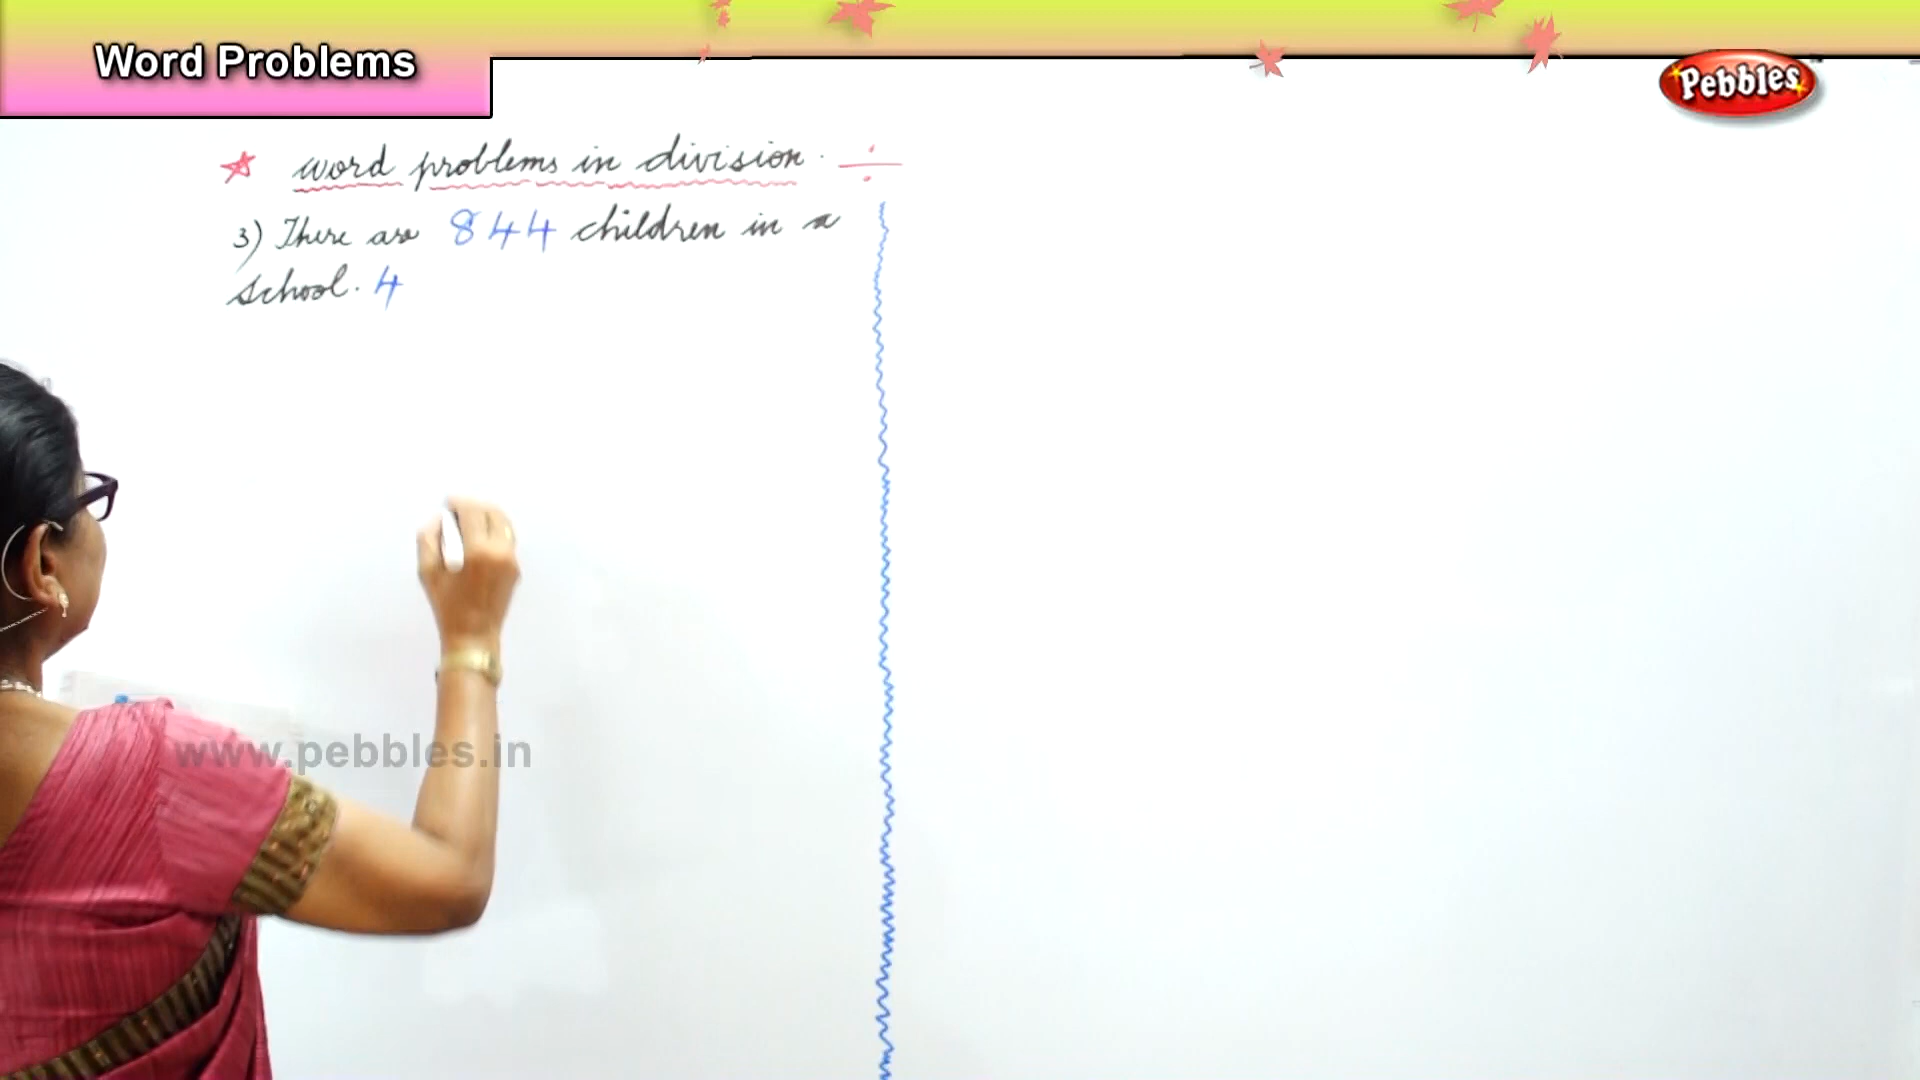 Word Problems
Pebbles
word problems in division. ÷
3) There are 844 children in a
school. 4
www.pebbles.in